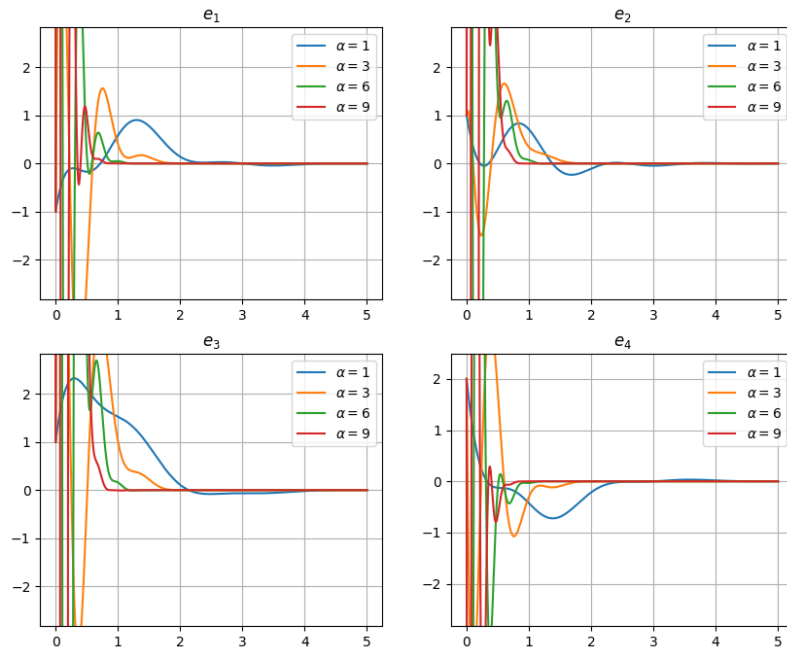 e₁
α = 1
α = 3
α = 6
α = 9
2
1
0
−1
−2
0 1 2 3 4 5
e₂
α = 1
α = 3
α = 6
α = 9
2
1
0
−1
−2
0 1 2 3 4 5
e₃
α = 1
α = 3
α = 6
α = 9
2
1
0
−1
−2
0 1 2 3 4 5
e₄
α = 1
α = 3
α = 6
α = 9
2
1
0
−1
−2
0 1 2 3 4 5